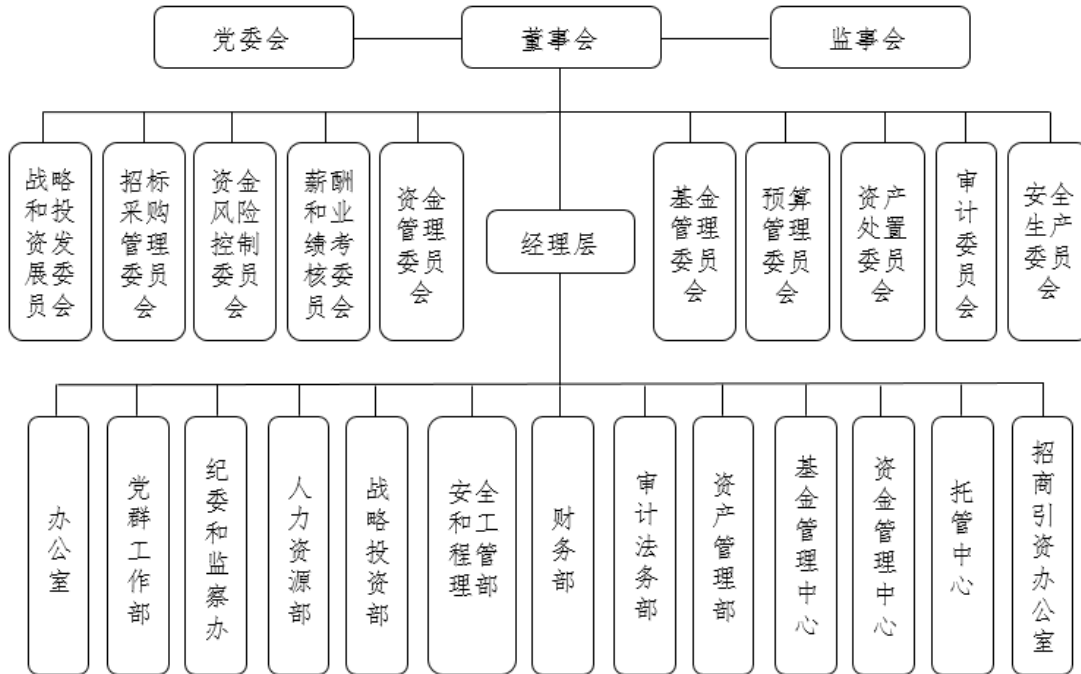 党委会
董事会
监事会
战略
和投
资发
展委
员会
招标
采购
管理
委员
会
资金
风险
控制
委员
会
薪酬
和业
绩考
核委
员会
资金
管理
委员
会
经理层
基金
管理
委员
会
预算
管理
委员
会
资产
处置
委员
会
审计委员会
安全
生产
委员
会
办公室
党群工作部
纪委和监察办
人力资源部
战略投资部
安全
和工
程管
理部
财务部
审计法务部
资产管理部
基金管理中心
资金管理中心
托管中心
招商引资办公室